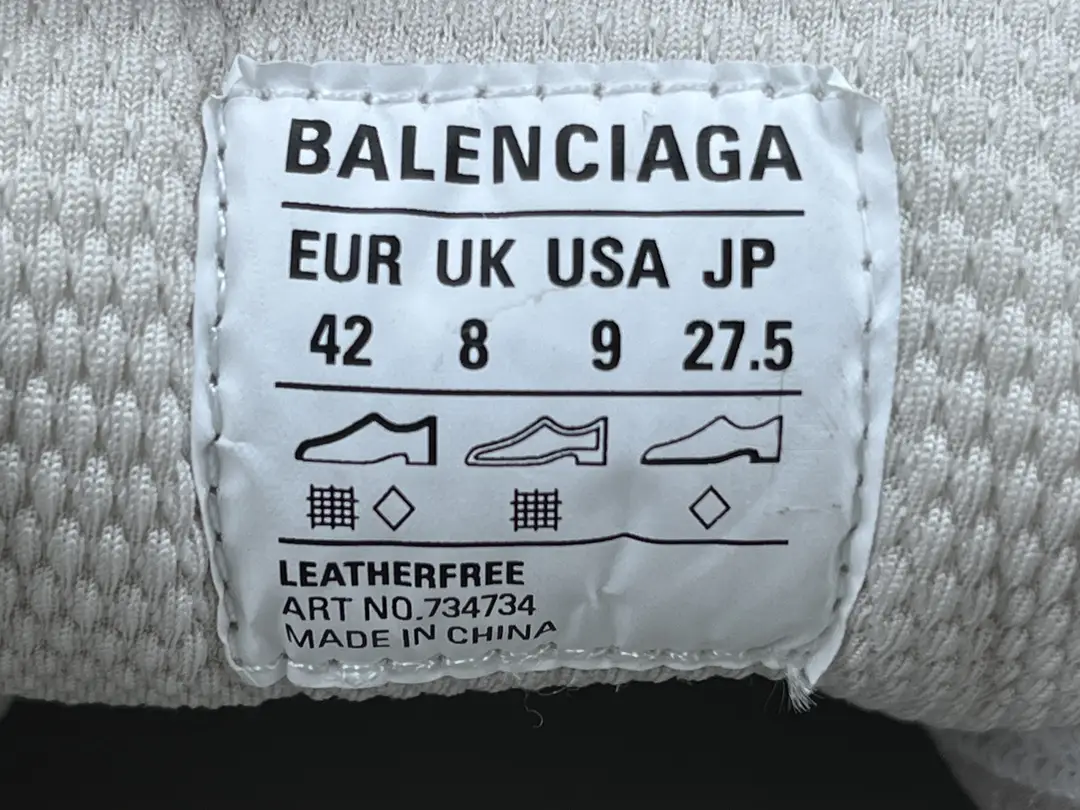 BALENCIAGA
EUR UK USA JP
42 8 9 27.5
LEATHERFREE
ART NO.734734
MADE IN CHINA